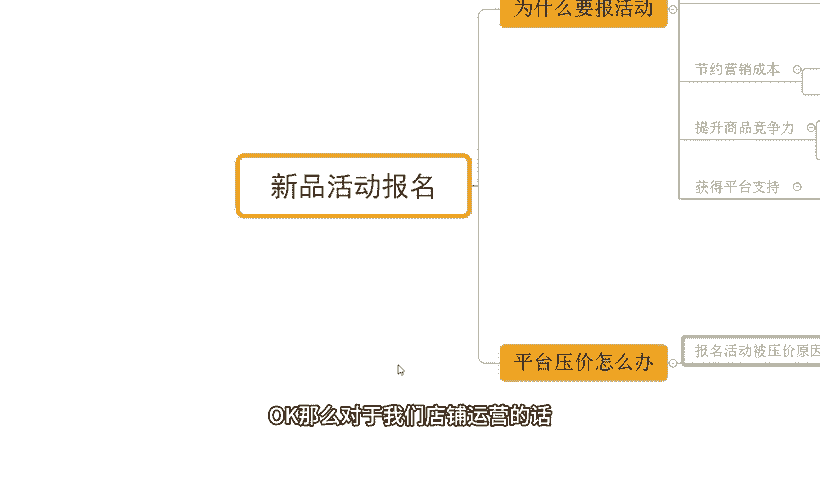 为什么要报活动
节约营销成本
提升商品竞争力
新品活动报名
获得平台支持
平台压价怎么办
报名活动被压价原因
OK那么对于我们店铺运营的话